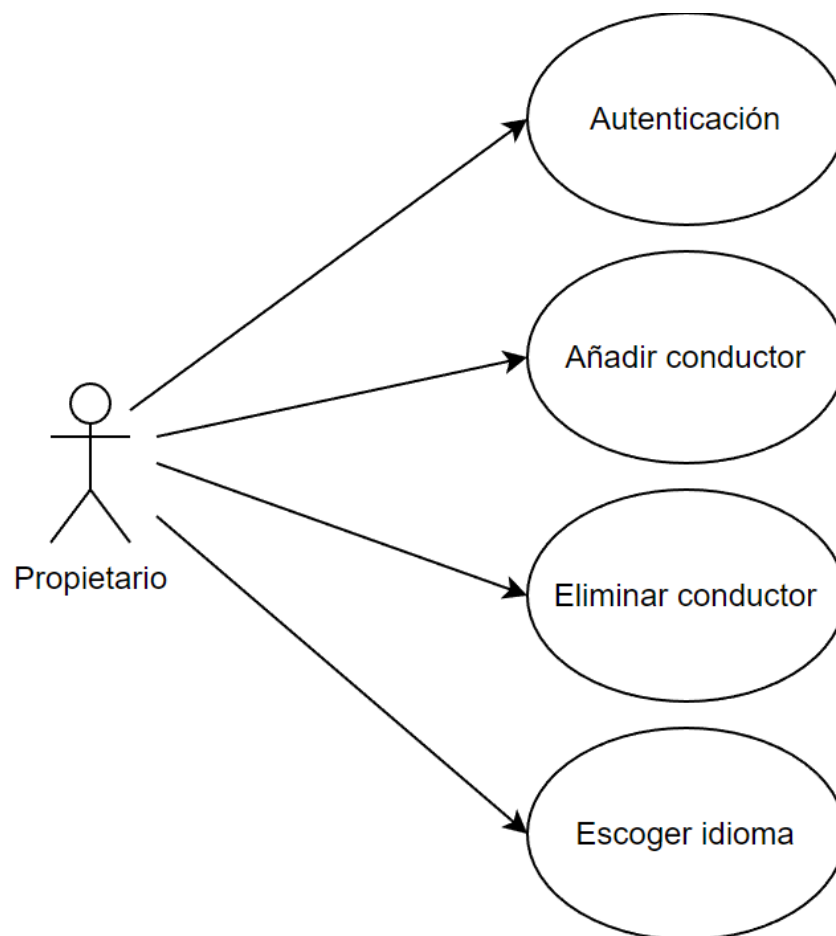 Autenticación
Añadir conductor
Propietario
Eliminar conductor
Escoger idioma